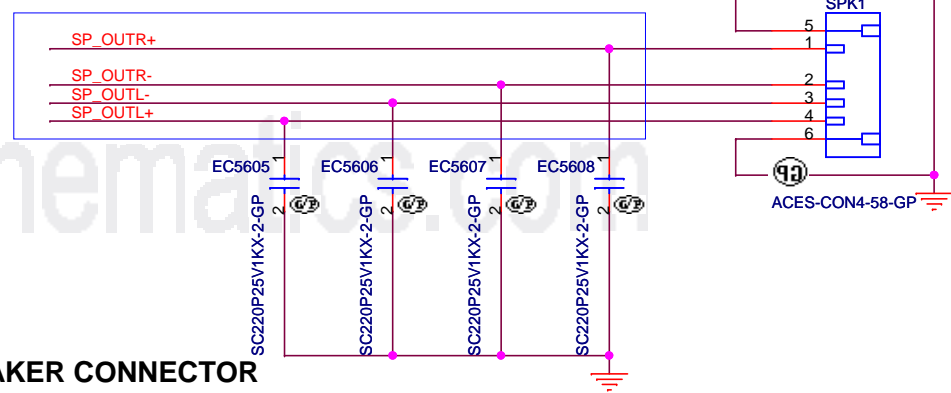 SPK1
5
SP_OUTR+
1
SP_OUTR-
2
SP_OUTL-
3
SP_OUTL+
4
6
EC5605
1
EC5606
1
EC5607
1
EC5608
1
2
G/P
2
G/P
2
G/P
2
G/P
SC220P25V1KX-2-GP
SC220P25V1KX-2-GP
SC220P25V1KX-2-GP
SC220P25V1KX-2-GP
ACES-CON4-58-GP
hematics.com
AKER CONNECTOR